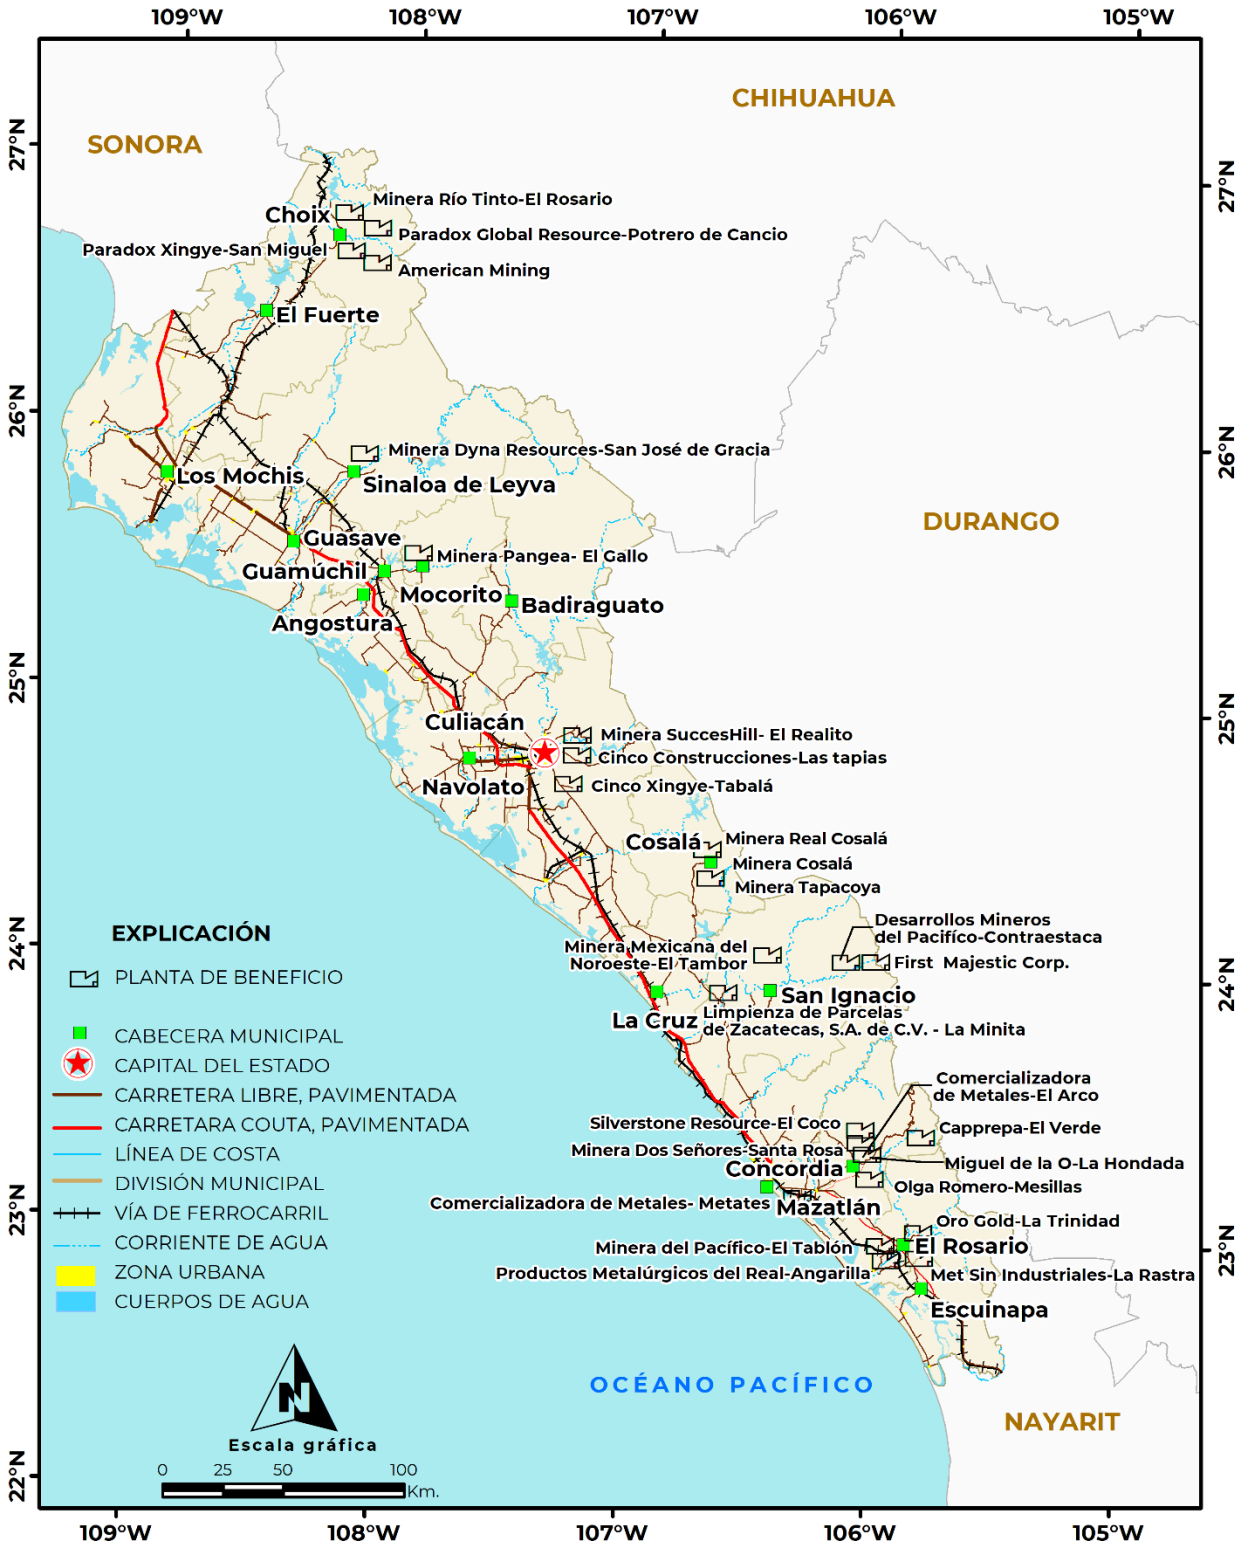 109°W 108°W 107°W 106°W 105°W
CHIHUAHUA
SONORA
27°N
27°N
Minera Río Tinto-El Rosario
Choix
Paradox Global Resource-Potrero de Cancio
Paradox Xingye-San Miguel
American Mining
El Fuerte
26°N
26°N
Minera Dyna Resources-San José de Gracia
Los Mochis
Sinaloa de Leyva
DURANGO
Guasave
Minera Pangea- El Gallo
Guamúchil
Mocorito
Badiraguato
Angostura
25°N
25°N
Culiacán
Minera SuccesHill- El Realito
Cinco Construcciones-Las tapias
Navolato
Cinco Xingye-Tabalá
Cosalá
Minera Real Cosalá
Minera Cosalá
Minera Tapacoya
24°N
24°N
Desarrollos Mineros
del Pacifíco-Contraestaca
Minera Mexicana del
Noroeste-El Tambor
First Majestic Corp.
San Ignacio
La Cruz
Limpienza de Parcelas
de Zacatecas, S.A. de C.V. - La Minita
Comercializadora
de Metales-El Arco
Silverstone Resource-El Coco
Capprepa-El Verde
Minera Dos Señores-Santa Rosa
Concordia
Miguel de la O-La Hondada
Olga Romero-Mesillas
Comercializadora de Metales- Metates
Mazatlán
23°N
23°N
Oro Gold-La Trinidad
Minera del Pacífico-El Tablón
El Rosario
Productos Metalúrgicos del Real-Angarilla
Met Sin Industriales-La Rastra
Escuinapa
OCÉANO PACÍFICO
NAYARIT
EXPLICACIÓN
PLANTA DE BENEFICIO
CABECERA MUNICIPAL
CAPITAL DEL ESTADO
CARRETERA LIBRE, PAVIMENTADA
CARRETARA COUTA, PAVIMENTADA
LÍNEA DE COSTA
DIVISIÓN MUNICIPAL
VÍA DE FERROCARRIL
CORRIENTE DE AGUA
ZONA URBANA
CUERPOS DE AGUA
N
Escala gráfica
0 25 50 100
Km.
22°N
109°W 108°W 107°W 106°W 105°W